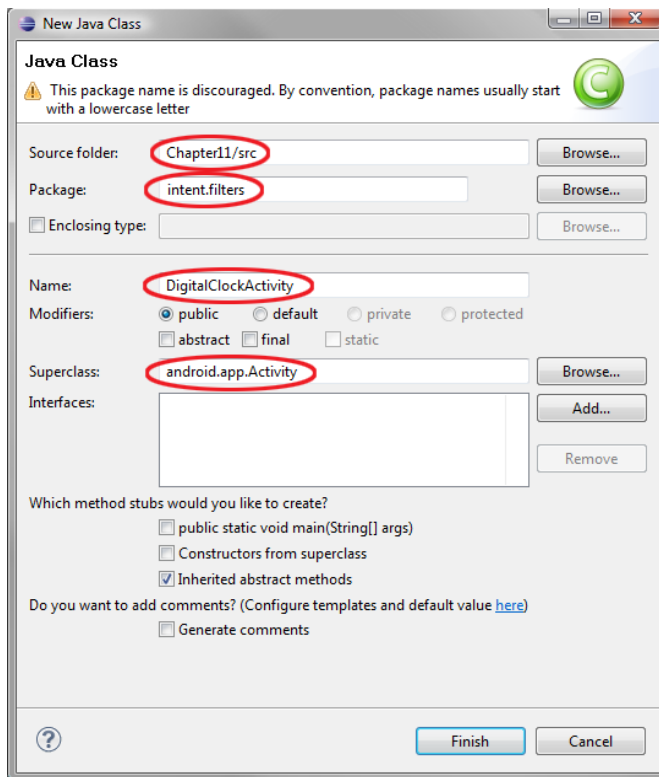 New Java Class
Java Class
This package name is discouraged. By convention, package names usually start
with a lowercase letter
Source folder: Chapter11/src Browse...
Package: intent.filters Browse...
Enclosing type: Browse...
Name: DigitalClockActivity
Modifiers: public default private protected
abstract final static
Superclass: android.app.Activity Browse...
Interfaces: Add...
Remove
Which method stubs would you like to create?
public static void main(String[] args)
Constructors from superclass
Inherited abstract methods
Do you want to add comments? (Configure templates and default value here)
Generate comments
Finish Cancel